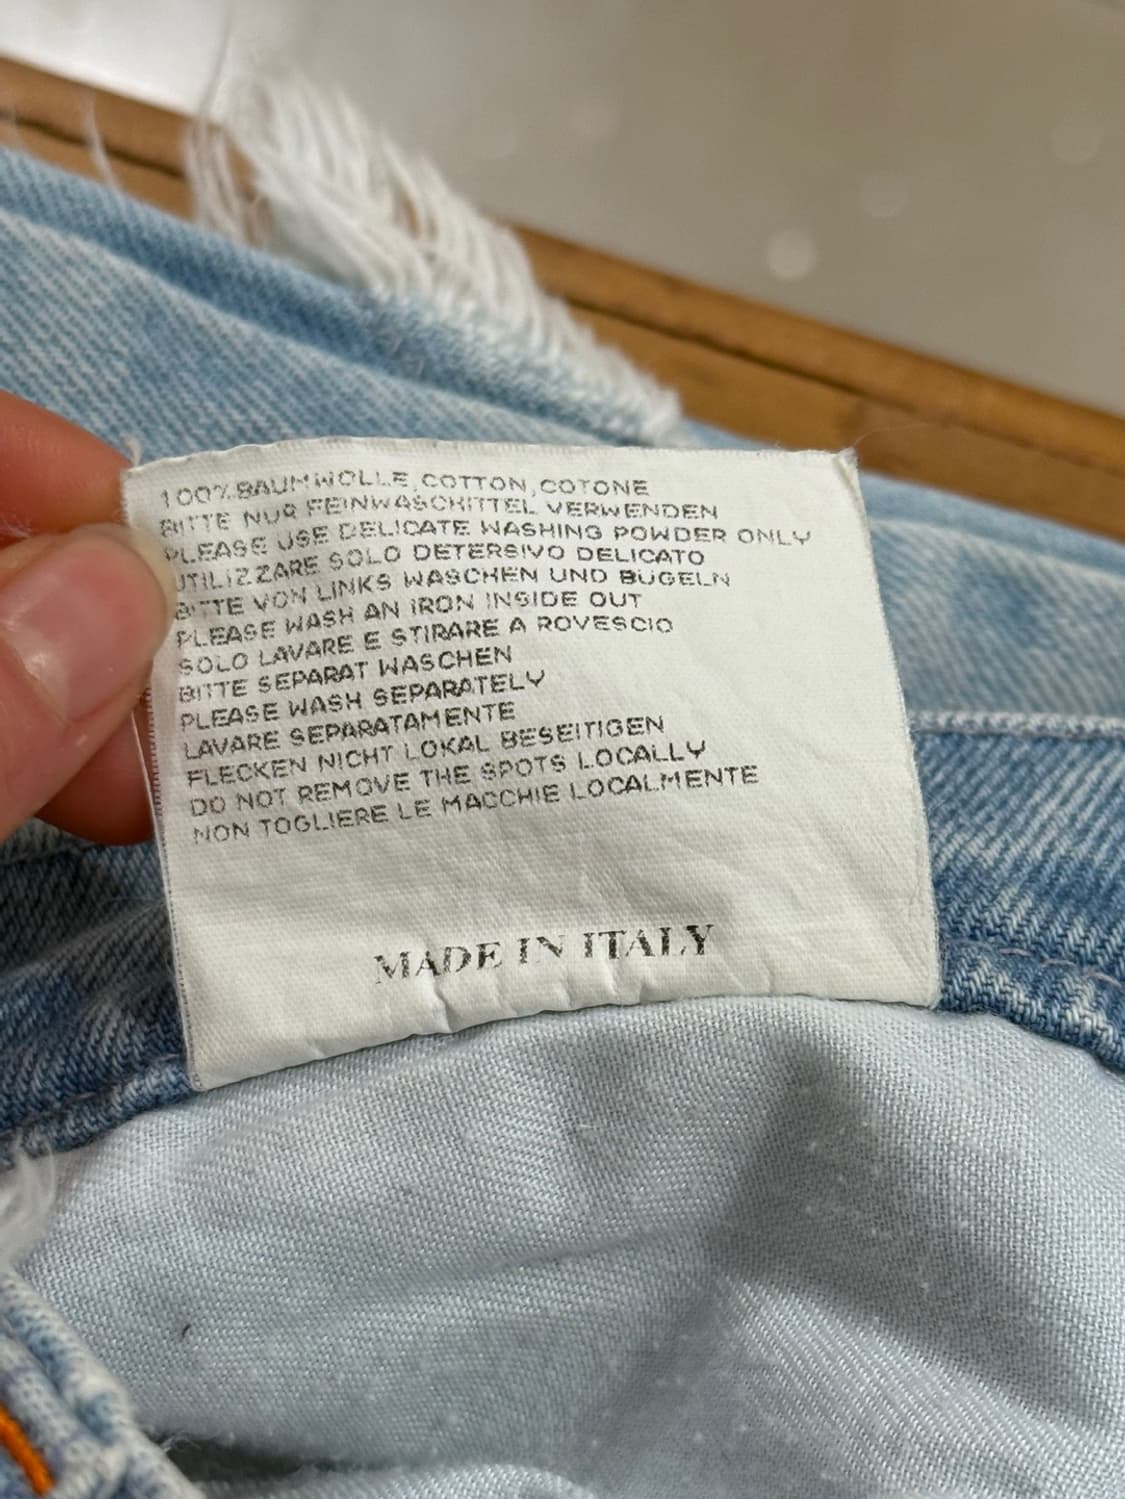 100% BAUMWOLLE, COTTON, COTONE
BITTE NUR FEINWASCHITTEL VERWENDEN
PLEASE USE DELICATE WASHING POWDER ONLY
UTILIZZARE SOLO DETERSIVO DELICATO
BITTE VON LINKS WASCHEN UND BUGELN
PLEASE WASH AN IRON INSIDE OUT
SOLO LAVARE E STIRARE A ROVESCIO
BITTE SEPARAT WASCHEN
PLEASE WASH SEPARATELY
LAVARE SEPARATAMENTE
FLECKEN NICHT LOKAL BESEITIGEN
DO NOT REMOVE THE SPOTS LOCALLY
NON TOGLIERE LE MACCHIE LOCALMENTE
MADE IN ITALY